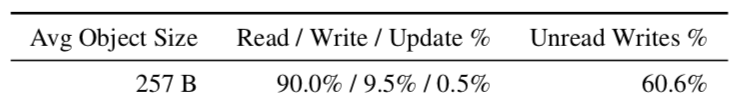 Avg Object Size Read / Write / Update % Unread Writes %
257 B 90.0% / 9.5% / 0.5% 60.6%